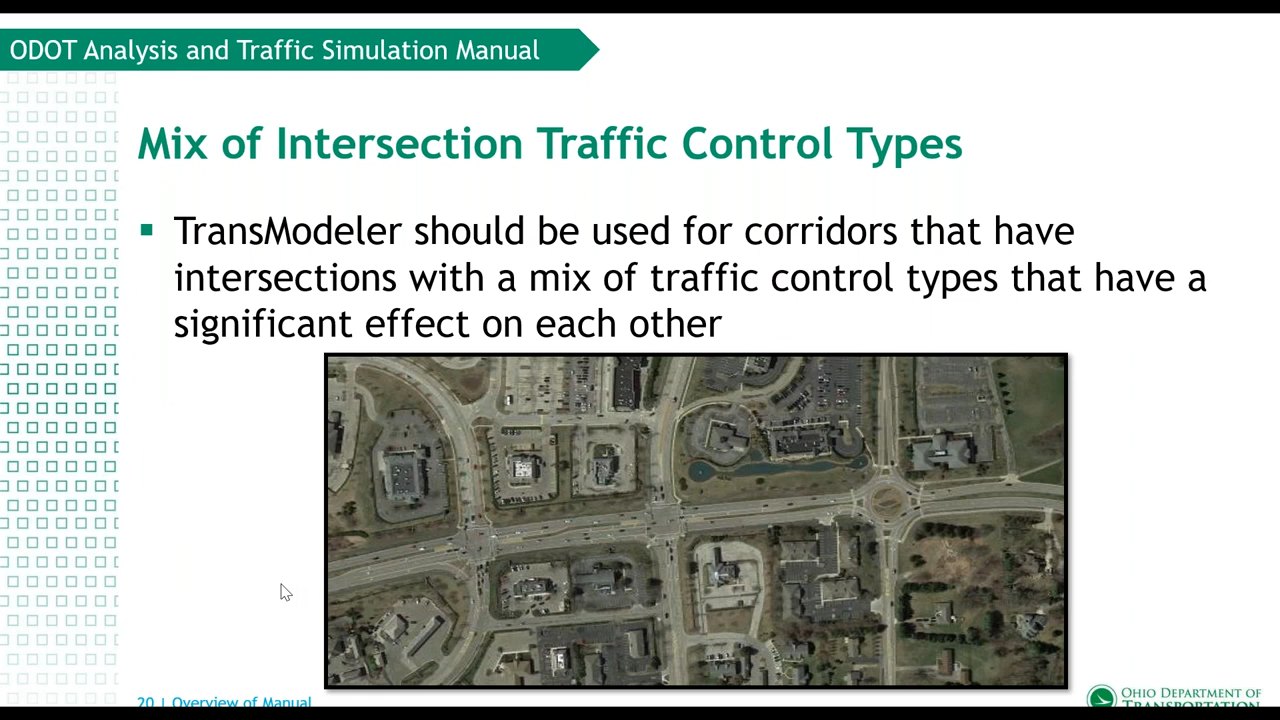 ODOT Analysis and Traffic Simulation Manual
Mix of Intersection Traffic Control Types
TransModeler should be used for corridors that have
intersections with a mix of traffic control types that have a
significant effect on each other
20 | Overview of Manual
OHIO DEPARTMENT OF
TRANSPORTATION